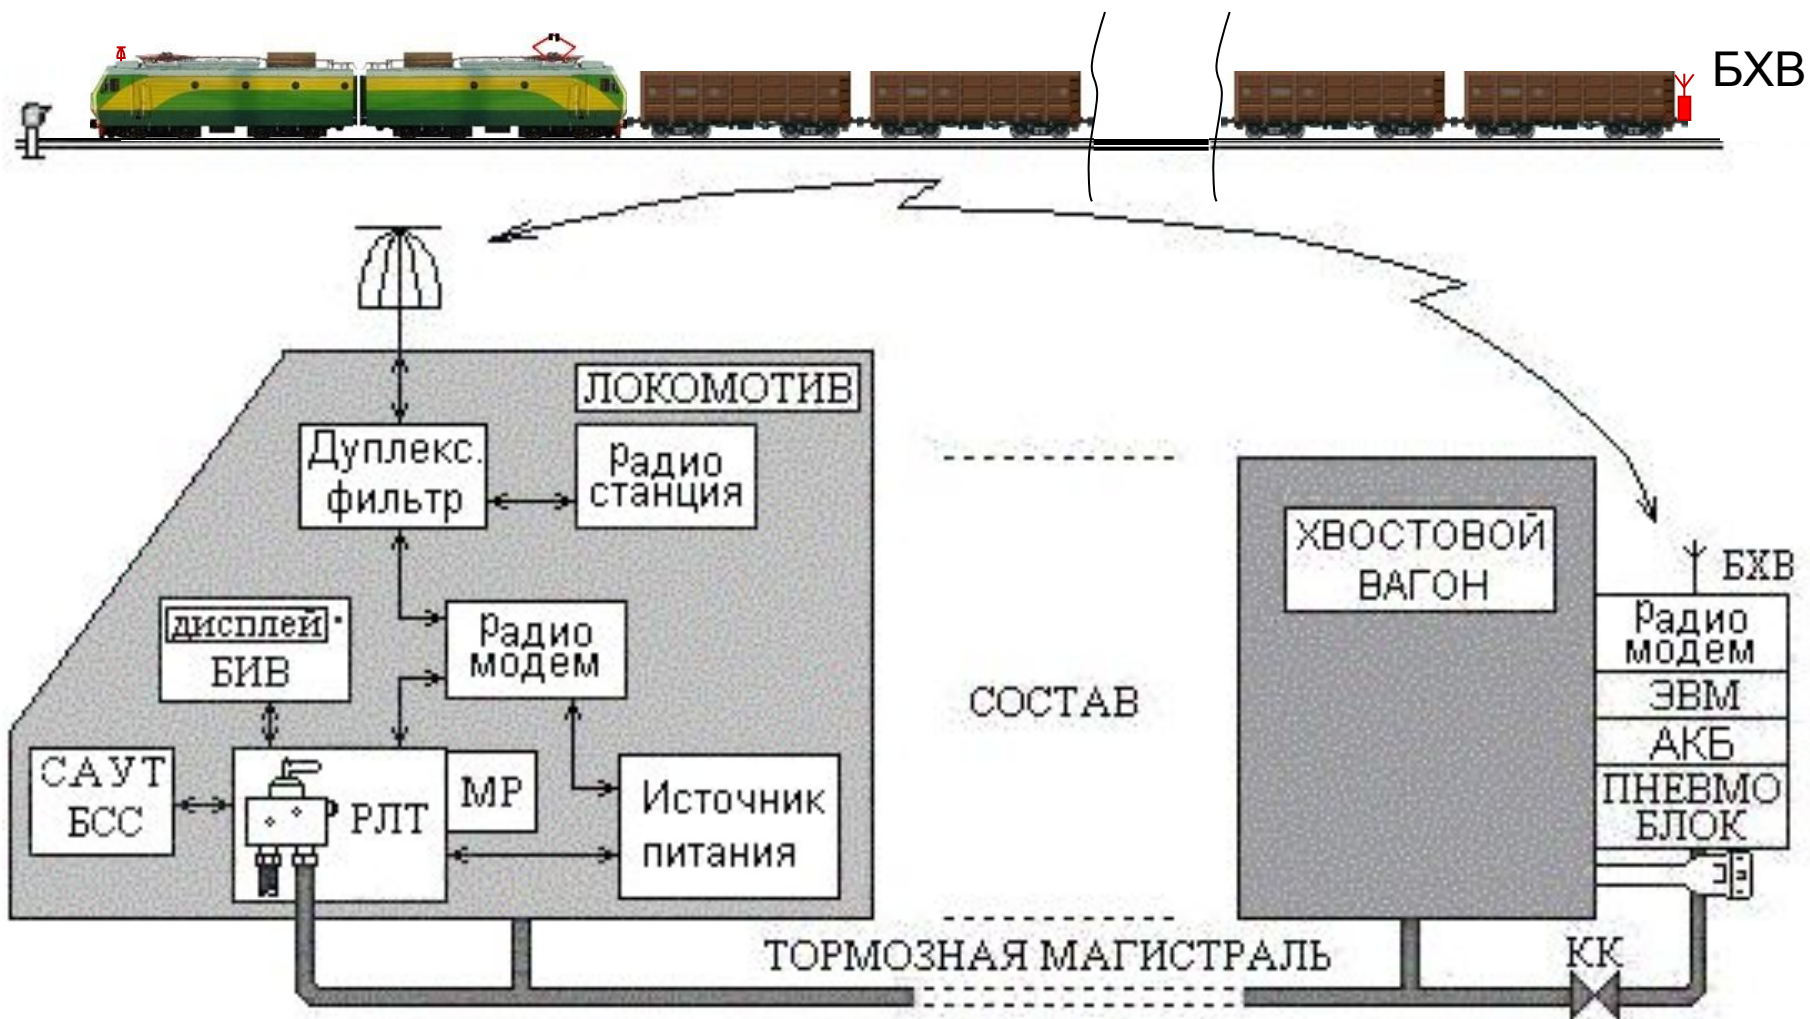 БХВ
ЛОКОМОТИВ
Дуплекс.
фильтр
Радио
станция
ХВОСТОВОЙ
ВАГОН
БХВ
Радио
модем
дисплей
БИВ
Радио
модем
ЭВМ
СОСТАВ
АКБ
САУТ
БСС
РЛТ
МР
Источник
питания
ПНЕВМО
БЛОК
ТОРМОЗНАЯ МАГИСТРАЛЬ
КК